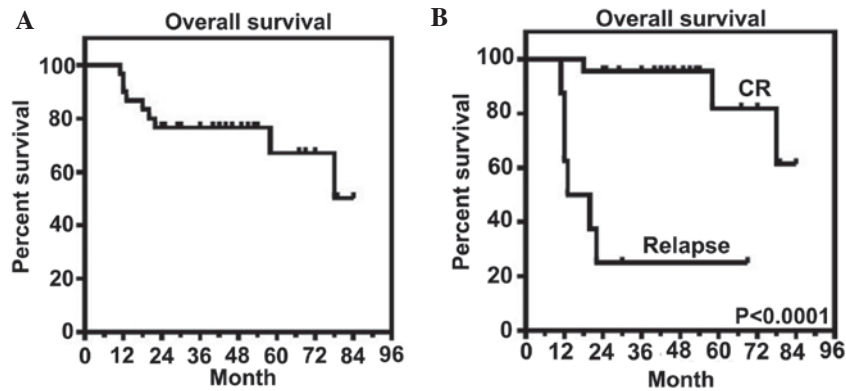 A
Overall survival
Percent survival
100
80
60
40
20
0
0 12 24 36 48 60 72 84 96
Month
B
Overall survival
Percent survival
100
80
60
40
20
0
CR
Relapse
P<0.0001
0 12 24 36 48 60 72 84 96
Month